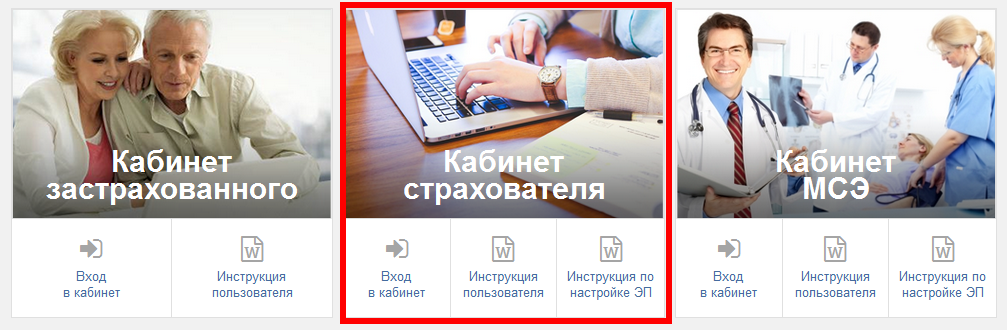 Кабинет
застрахованного
Вход
в кабинет
Инструкция
пользователя
Кабинет
страхователя
Вход
в кабинет
Инструкция
пользователя
Инструкция по
настройке ЭП
Кабинет
МСЭ
Вход
в кабинет
Инструкция
пользователя
Инструкция по
настройке ЭП